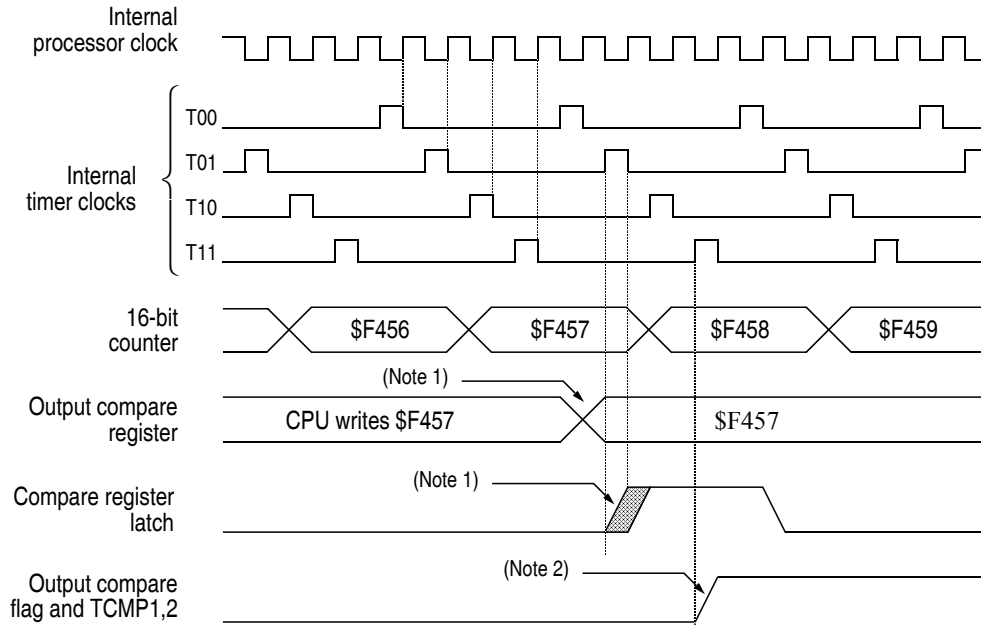 Internal
processor clock
T00
T01
Internal
timer clocks
T10
T11
16-bit
counter
$F456
$F457
$F458
$F459
(Note 1)
Output compare
register
CPU writes $F457
$F457
(Note 1)
Compare register
latch
(Note 2)
Output compare
flag and TCMP1,2